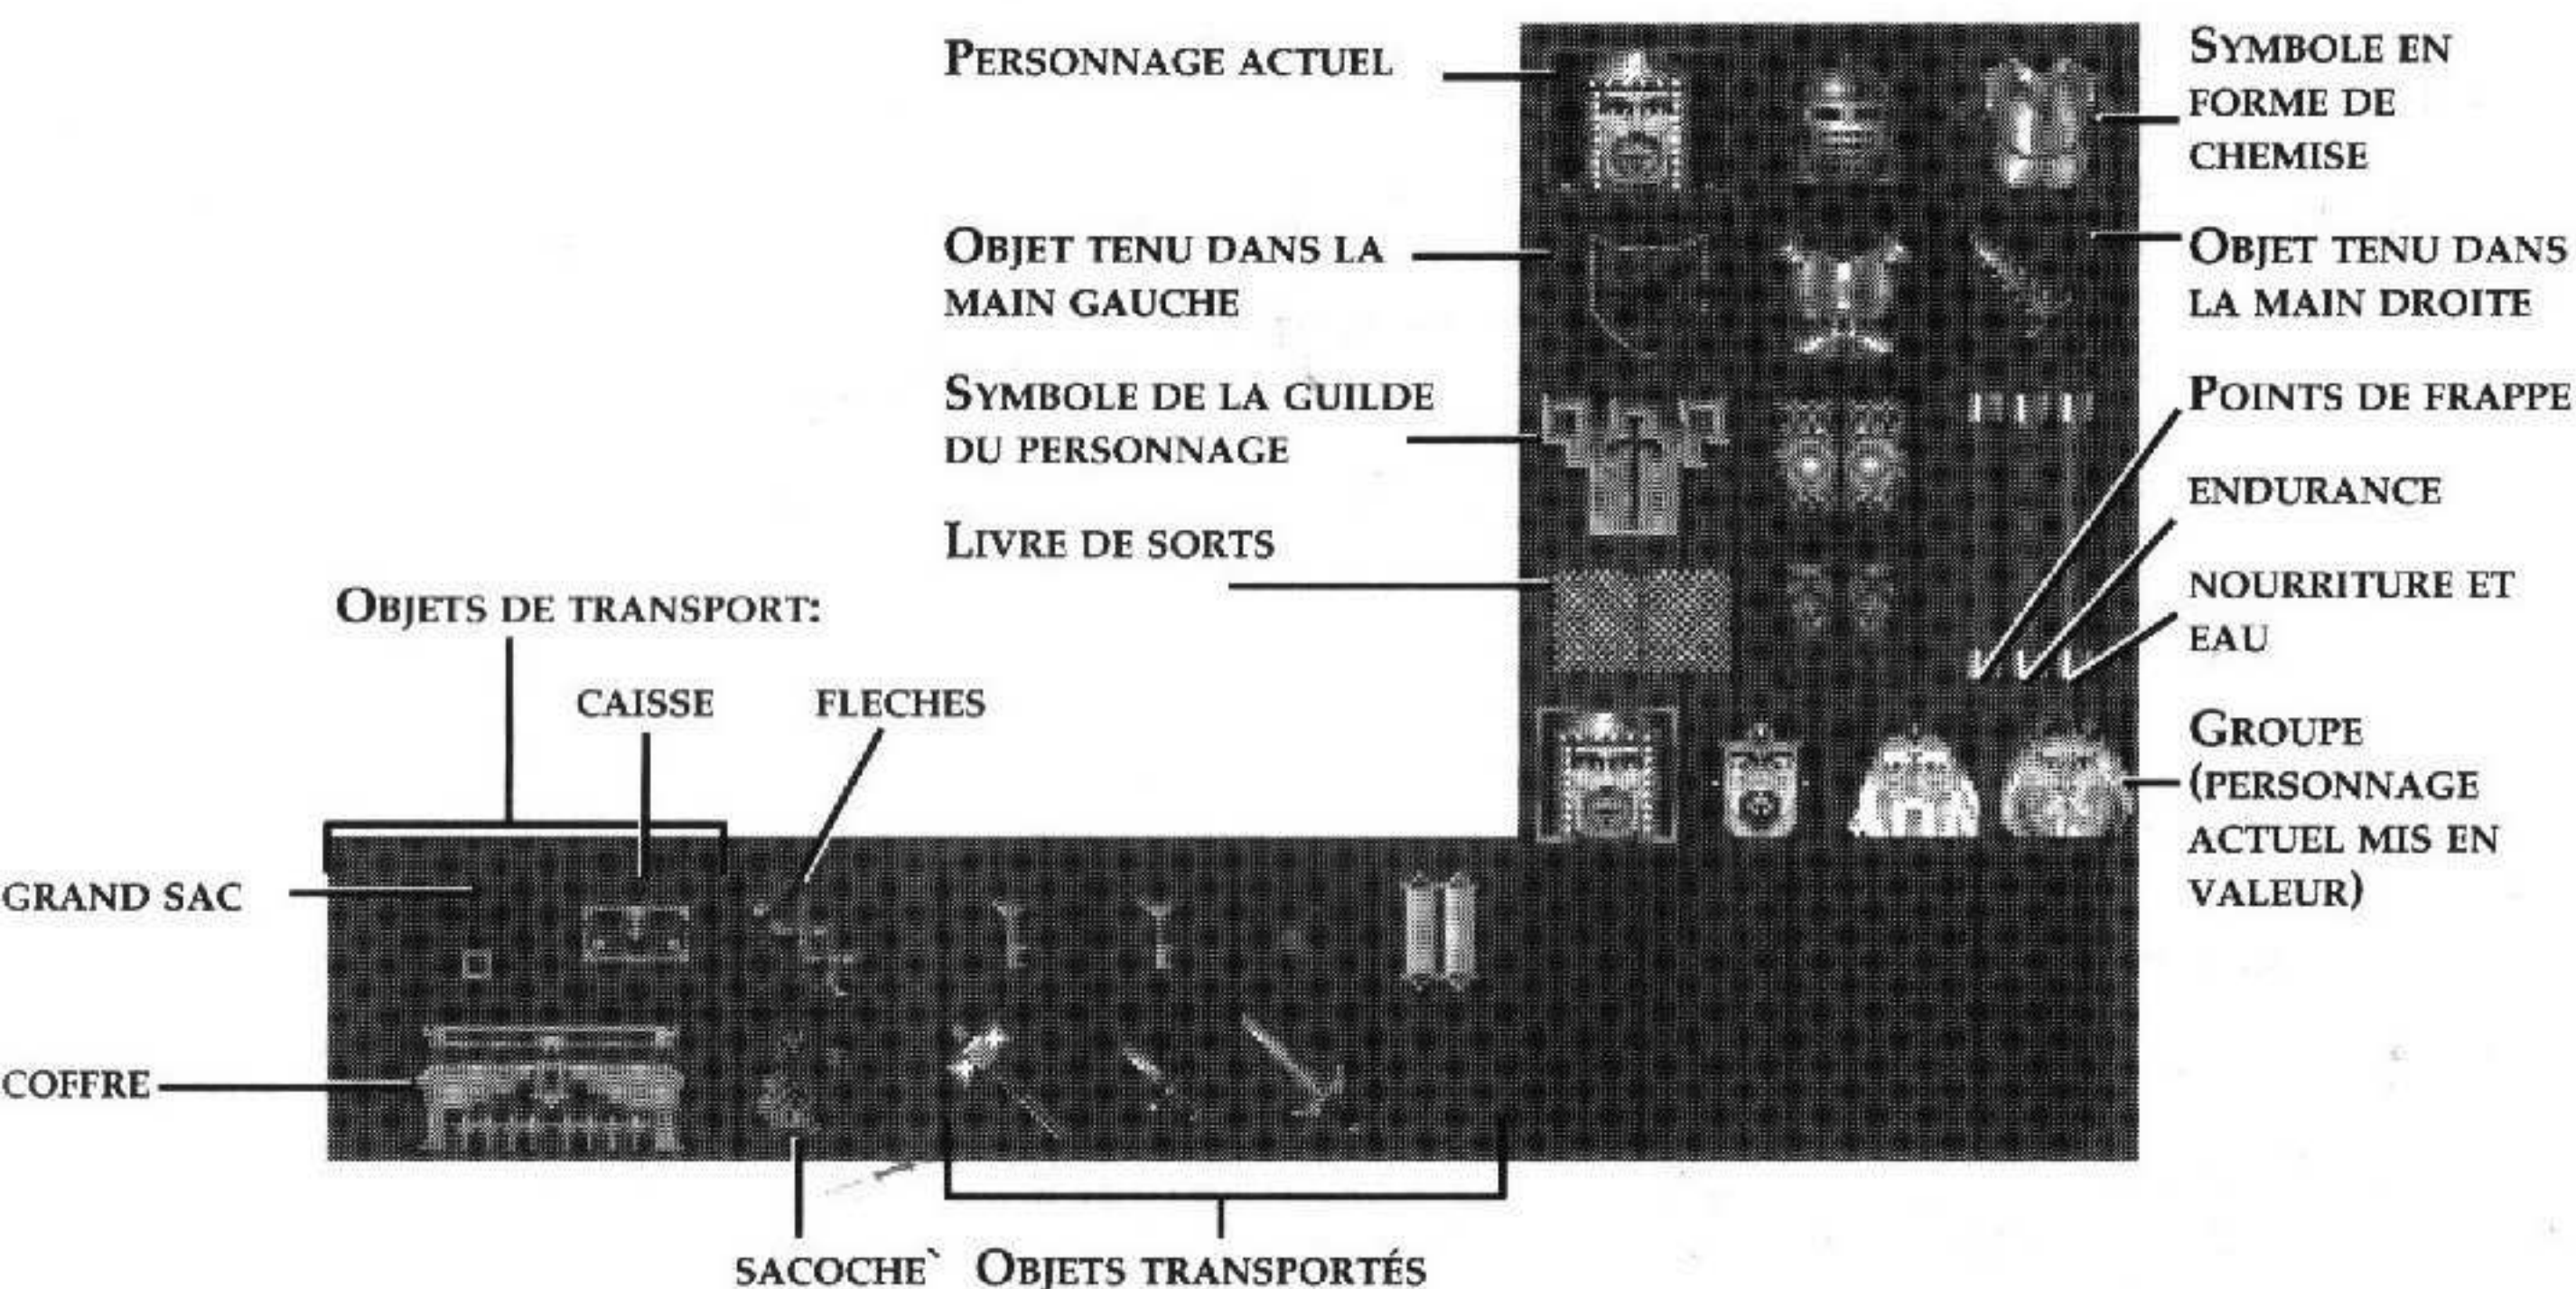 PERSONNAGE ACTUEL
SYMBOLE EN
FORME DE
CHEMISE
OBJET TENU DANS LA
MAIN GAUCHE
OBJET TENU DANS
LA MAIN DROITE
SYMBOLE DE LA GUILDE
DU PERSONNAGE
POINTS DE FRAPPE
ENDURANCE
LIVRE DE SORTS
NOURRITURE ET
EAU
OBJETS DE TRANSPORT:
CAISSE
FLECHES
GROUPE
(PERSONNAGE
ACTUEL MIS EN
VALEUR)
GRAND SAC
COFFRE
SACOCHE`
OBJETS TRANSPORTÉS